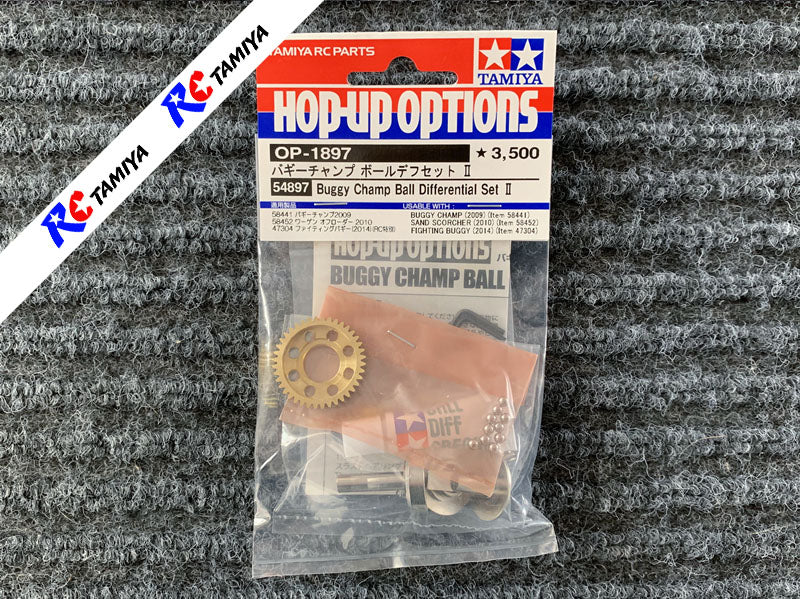 RC TAMIYA
RC TAMIYA
TAMIYA RC PARTS
TAMIYA
HOP-UP OPTIONS
OP-1897
★3,500
バギーチャンプ ボールデフセット Ⅱ
54897 Buggy Champ Ball Differential Set Ⅱ
適用製品: USABLE WITH:
58441 バギーチャンプ2009 BUGGY CHAMP (2009) (Item 58441)
58452 ワーゲン オフローダー2010 SAND SCORCHER (2010) (Item 58452)
47304 ファイティングバギー(2014)(RC特別) FIGHTING BUGGY (2014) (Item 47304)
HOP-UP OPTIONS
BUGGY CHAMP BALL
BALL
DIFF